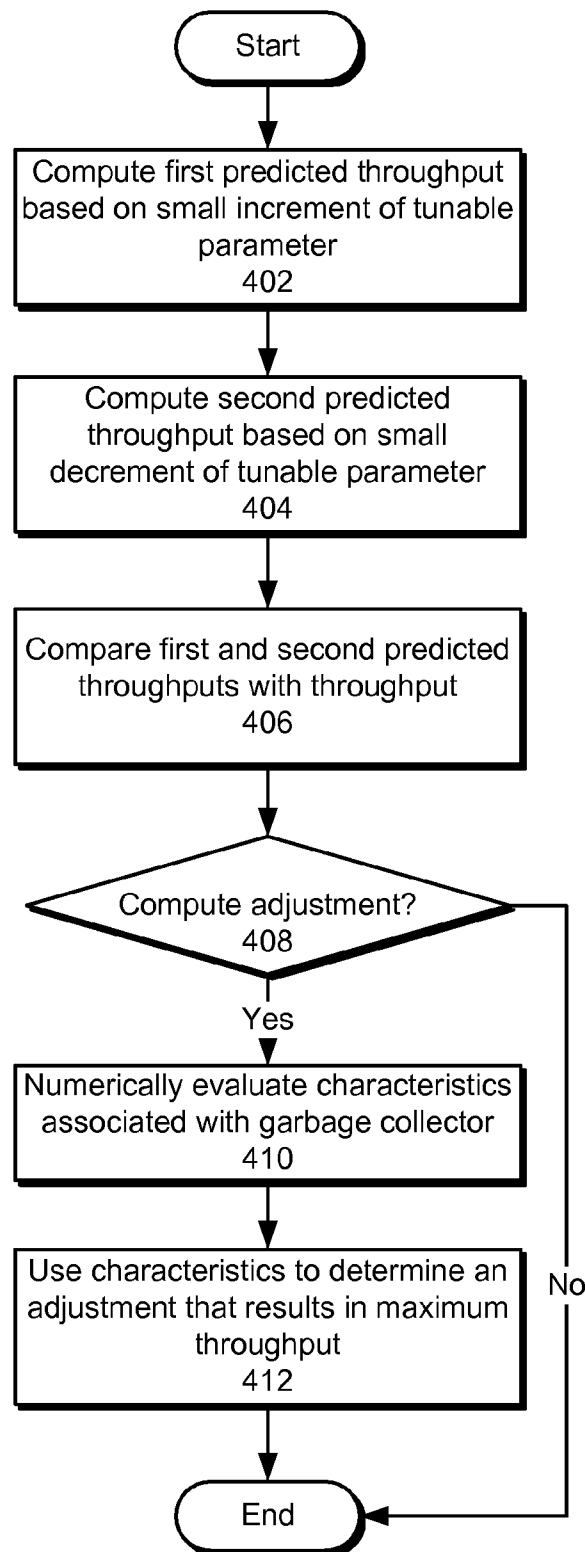 Start
Compute first predicted throughput
based on small increment of tunable
parameter
402
Compute second predicted
throughput based on small
decrement of tunable parameter
404
Compare first and second predicted
throughputs with throughput
406
Compute adjustment?
408
Yes
Numerically evaluate characteristics
associated with garbage collector
410
Use characteristics to determine an
adjustment that results in maximum
throughput
412
No
End